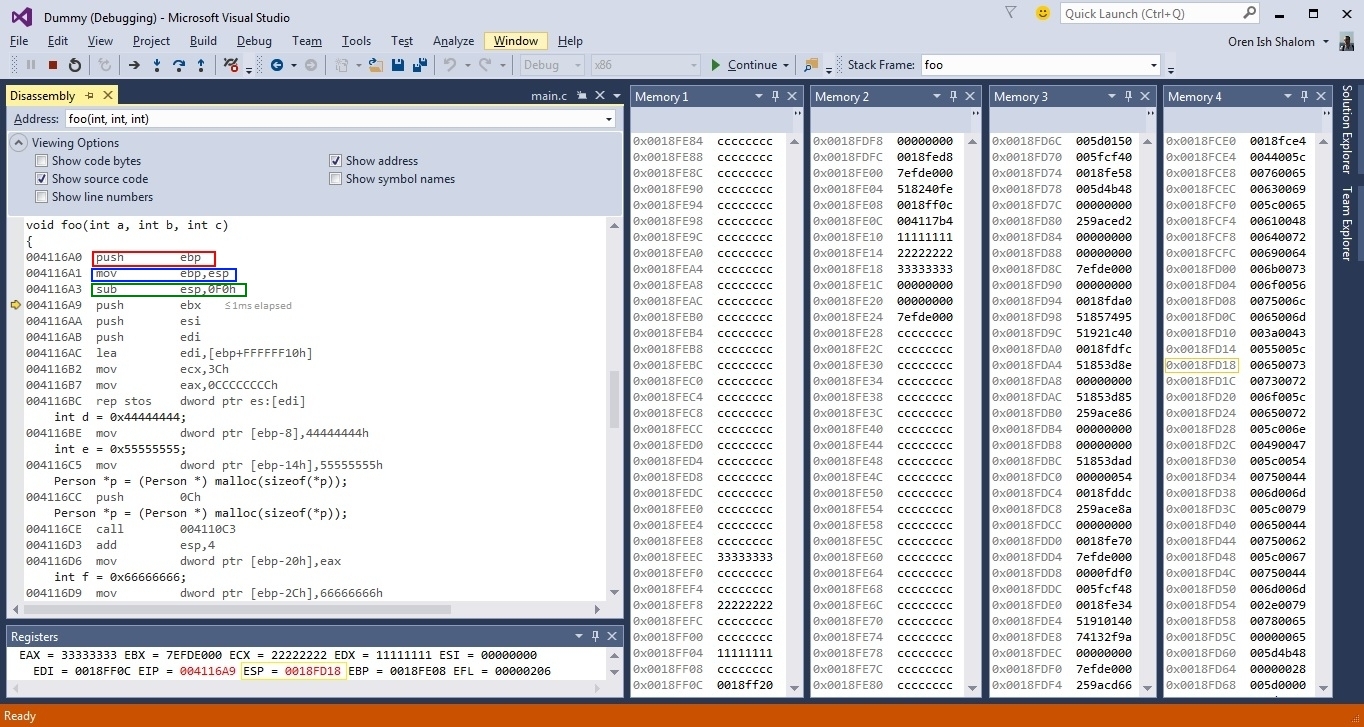 Dummy (Debugging) - Microsoft Visual Studio
Quick Launch (Ctrl+Q)
File Edit View Project Build Debug Team Tools Test Analyze Window Help
Oren Ish Shalom
Debug x86 Continue Stack Frame: foo
Disassembly main.c
Address: foo(int, int, int)
Viewing Options
Show code bytes Show address
Show source code Show symbol names
Show line numbers
void foo(int a, int b, int c)
{
004116A0 push ebp
004116A1 mov ebp,esp
004116A3 sub esp,0F0h
004116A9 push ebx ≤1ms elapsed
004116AA push esi
004116AB push edi
004116AC lea edi,[ebp+FFFFFF10h]
004116B2 mov ecx,3Ch
004116B7 mov eax,0CCCCCCCCh
004116BC rep stos dword ptr es:[edi]
int d = 0x44444444;
004116BE mov dword ptr [ebp-8],44444444h
int e = 0x55555555;
004116C5 mov dword ptr [ebp-14h],55555555h
Person *p = (Person *) malloc(sizeof(*p));
004116CC push 0Ch
Person *p = (Person *) malloc(sizeof(*p));
004116CE call 004110C3
004116D3 add esp,4
004116D6 mov dword ptr [ebp-20h],eax
int f = 0x66666666;
004116D9 mov dword ptr [ebp-2Ch],66666666h
Registers
EAX = 33333333 EBX = 7EFDE000 ECX = 22222222 EDX = 11111111 ESI = 00000000
EDI = 0018FF0C EIP = 004116A9 ESP = 0018FD18 EBP = 0018FE08 EFL = 00000206
Memory 1
0x0018FE84 cccccccc
0x0018FE88 cccccccc
0x0018FE8C cccccccc
0x0018FE90 cccccccc
0x0018FE94 cccccccc
0x0018FE98 cccccccc
0x0018FE9C cccccccc
0x0018FEA0 cccccccc
0x0018FEA4 cccccccc
0x0018FEA8 cccccccc
0x0018FEAC cccccccc
0x0018FEB0 cccccccc
0x0018FEB4 cccccccc
0x0018FEB8 cccccccc
0x0018FEBC cccccccc
0x0018FEC0 cccccccc
0x0018FEC4 cccccccc
0x0018FEC8 cccccccc
0x0018FECC cccccccc
0x0018FED0 cccccccc
0x0018FED4 cccccccc
0x0018FED8 cccccccc
0x0018FEDC cccccccc
0x0018FEE0 cccccccc
0x0018FEE4 cccccccc
0x0018FEE8 cccccccc
0x0018FEEC 33333333
0x0018FEF0 cccccccc
0x0018FEF4 cccccccc
0x0018FEF8 22222222
0x0018FEFC cccccccc
0x0018FF00 cccccccc
0x0018FF04 11111111
0x0018FF08 cccccccc
0x0018FF0C 0018ff20
Memory 2
0x0018FDF8 00000000
0x0018FDFC 0018fed8
0x0018FE00 7efde000
0x0018FE04 518240fe
0x0018FE08 0018ff0c
0x0018FE0C 004117b4
0x0018FE10 11111111
0x0018FE14 22222222
0x0018FE18 33333333
0x0018FE1C 00000000
0x0018FE20 00000000
0x0018FE24 7efde000
0x0018FE28 cccccccc
0x0018FE2C cccccccc
0x0018FE30 cccccccc
0x0018FE34 cccccccc
0x0018FE38 cccccccc
0x0018FE3C cccccccc
0x0018FE40 cccccccc
0x0018FE44 cccccccc
0x0018FE48 cccccccc
0x0018FE4C cccccccc
0x0018FE50 cccccccc
0x0018FE54 cccccccc
0x0018FE58 cccccccc
0x0018FE5C cccccccc
0x0018FE60 cccccccc
0x0018FE64 cccccccc
0x0018FE68 cccccccc
0x0018FE6C cccccccc
0x0018FE70 cccccccc
0x0018FE74 cccccccc
0x0018FE78 cccccccc
0x0018FE7C cccccccc
0x0018FE80 cccccccc
Memory 3
0x0018FD6C 005d0150
0x0018FD70 005fcf40
0x0018FD74 0018fe58
0x0018FD78 005d4b48
0x0018FD7C 00000000
0x0018FD80 259aced2
0x0018FD84 00000000
0x0018FD88 00000000
0x0018FD8C 7efde000
0x0018FD90 00000000
0x0018FD94 0018fda0
0x0018FD98 51857495
0x0018FD9C 51921c40
0x0018FDA0 0018fdfc
0x0018FDA4 51853d8e
0x0018FDA8 00000000
0x0018FDAC 51853d85
0x0018FDB0 259ace86
0x0018FDB4 00000000
0x0018FDB8 00000000
0x0018FDBC 51853dad
0x0018FDC0 00000054
0x0018FDC4 0018fddc
0x0018FDC8 259ace8a
0x0018FDCC 00000000
0x0018FDD0 0018fe70
0x0018FDD4 7efde000
0x0018FDD8 0000fdf0
0x0018FDDC 005fcf48
0x0018FDE0 0018fe34
0x0018FDE4 51910140
0x0018FDE8 74132f9a
0x0018FDEC 00000000
0x0018FDF0 7efde000
0x0018FDF4 259acd66
Memory 4
0x0018FCE0 0018fce4
0x0018FCE4 0044005c
0x0018FCE8 00760065
0x0018FCEC 00630069
0x0018FCF0 005c0065
0x0018FCF4 00610048
0x0018FCF8 00640072
0x0018FCFC 00690064
0x0018FD00 006b0073
0x0018FD04 006f0056
0x0018FD08 0075006c
0x0018FD0C 0065006d
0x0018FD10 003a0043
0x0018FD14 0055005c
0x0018FD18 00650073
0x0018FD1C 00730072
0x0018FD20 006f005c
0x0018FD24 00650072
0x0018FD28 005c006e
0x0018FD2C 00490047
0x0018FD30 005c0054
0x0018FD34 00750044
0x0018FD38 006d006d
0x0018FD3C 005c0079
0x0018FD40 00650044
0x0018FD44 00750062
0x0018FD48 005c0067
0x0018FD4C 00750044
0x0018FD50 006d006d
0x0018FD54 002e0079
0x0018FD58 00780065
0x0018FD5C 00000065
0x0018FD60 005d4b48
0x0018FD64 00000028
0x0018FD68 005d0000
Solution Explorer
Team Explorer
Ready